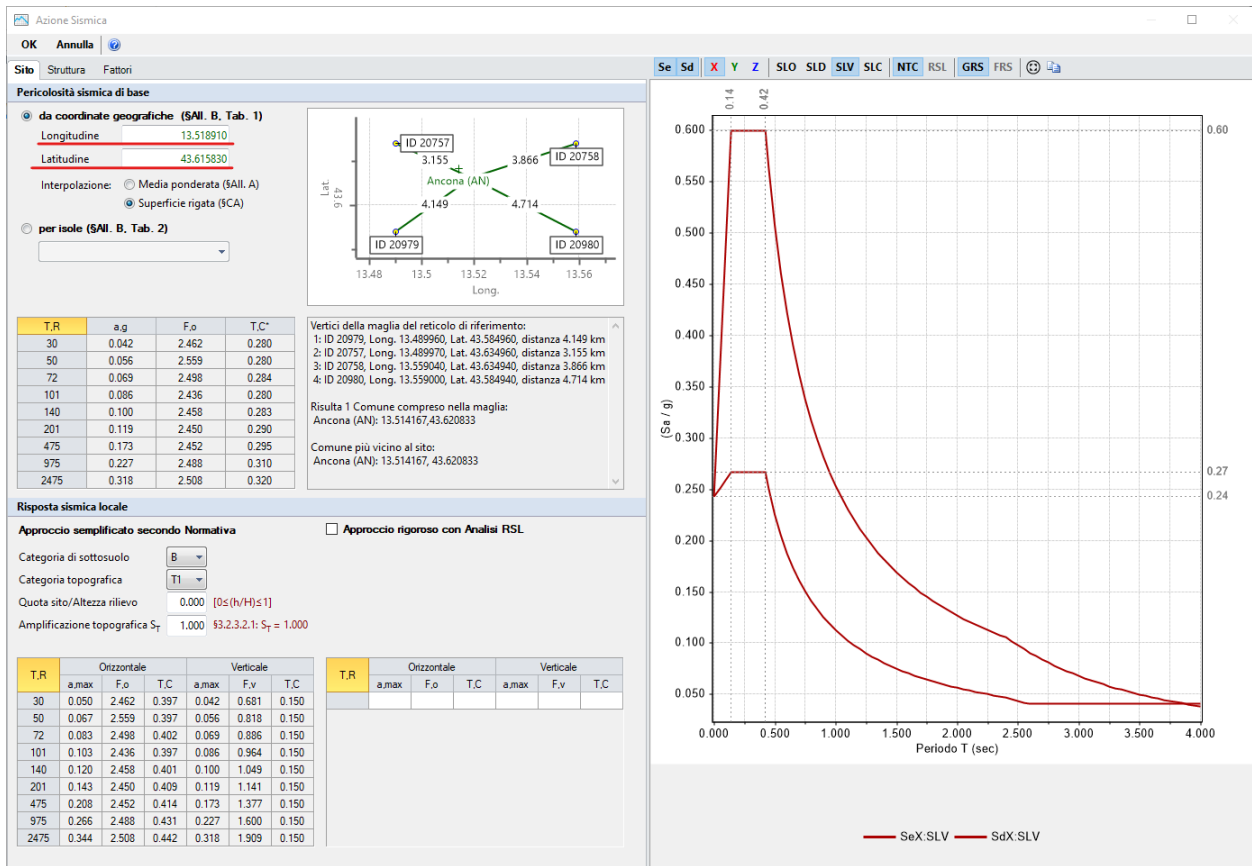 Azione Sismica
OK Annulla
Sito Struttura Fattori
Pericolosità sismica di base
da coordinate geografiche (§All. B, Tab. 1)
Longitudine 13.518910
Latitudine 43.615830
Interpolazione: Media ponderata (§All. A)
Superficie rigata (§CA)
per isole (§All. B, Tab. 2)
ID 20757
3.155 3.866 ID 20758
Ancona (AN)
Lat.
43.6
4.149 4.714
ID 20979 ID 20980
13.48 13.5 13.52 13.54 13.56
Long.
T,R a,g F,o T,C*
30 0.042 2.462 0.280
50 0.056 2.559 0.280
72 0.069 2.498 0.284
101 0.086 2.436 0.280
140 0.100 2.458 0.283
201 0.119 2.450 0.290
475 0.173 2.452 0.295
975 0.227 2.488 0.310
2475 0.318 2.508 0.320
Vertici della maglia del reticolo di riferimento:
1: ID 20979, Long. 13.489960, Lat. 43.584960, distanza 4.149 km
2: ID 20757, Long. 13.489970, Lat. 43.634960, distanza 3.155 km
3: ID 20758, Long. 13.559040, Lat. 43.634940, distanza 3.866 km
4: ID 20980, Long. 13.559000, Lat. 43.584940, distanza 4.714 km
Risulta 1 Comune compreso nella maglia:
Ancona (AN): 13.514167,43.620833
Comune più vicino al sito:
Ancona (AN): 13.514167, 43.620833
Risposta sismica locale
Approccio semplificato secondo Normativa
Approccio rigoroso con Analisi RSL
Categoria di sottosuolo B
Categoria topografica T1
Quota sito/Altezza rilievo 0.000 [0≤(h/H)≤1]
Amplificazione topografica ST 1.000 §3.2.3.2.1: ST = 1.000
T,R Orizzontale Verticale
a,max F,o T,C a,max F,v T,C
30 0.050 2.462 0.397 0.042 0.681 0.150
50 0.067 2.559 0.397 0.056 0.818 0.150
72 0.083 2.498 0.402 0.069 0.886 0.150
101 0.103 2.436 0.397 0.086 0.964 0.150
140 0.120 2.458 0.401 0.100 1.049 0.150
201 0.143 2.450 0.409 0.119 1.141 0.150
475 0.208 2.452 0.414 0.173 1.377 0.150
975 0.266 2.488 0.431 0.227 1.600 0.150
2475 0.344 2.508 0.442 0.318 1.909 0.150
T,R Orizzontale Verticale
a,max F,o T,C a,max F,v T,C
Se Sd X Y Z SLO SLD SLV SLC NTC RSL GRS FRS
0.14 0.42
0.600 0.60
0.550
0.500
0.450
0.400
0.350
(Sa / g)
0.300
0.27
0.250 0.24
0.200
0.150
0.100
0.050
0.000 0.500 1.000 1.500 2.000 2.500 3.000 3.500 4.000
Periodo T (sec)
SeX:SLV SdX:SLV